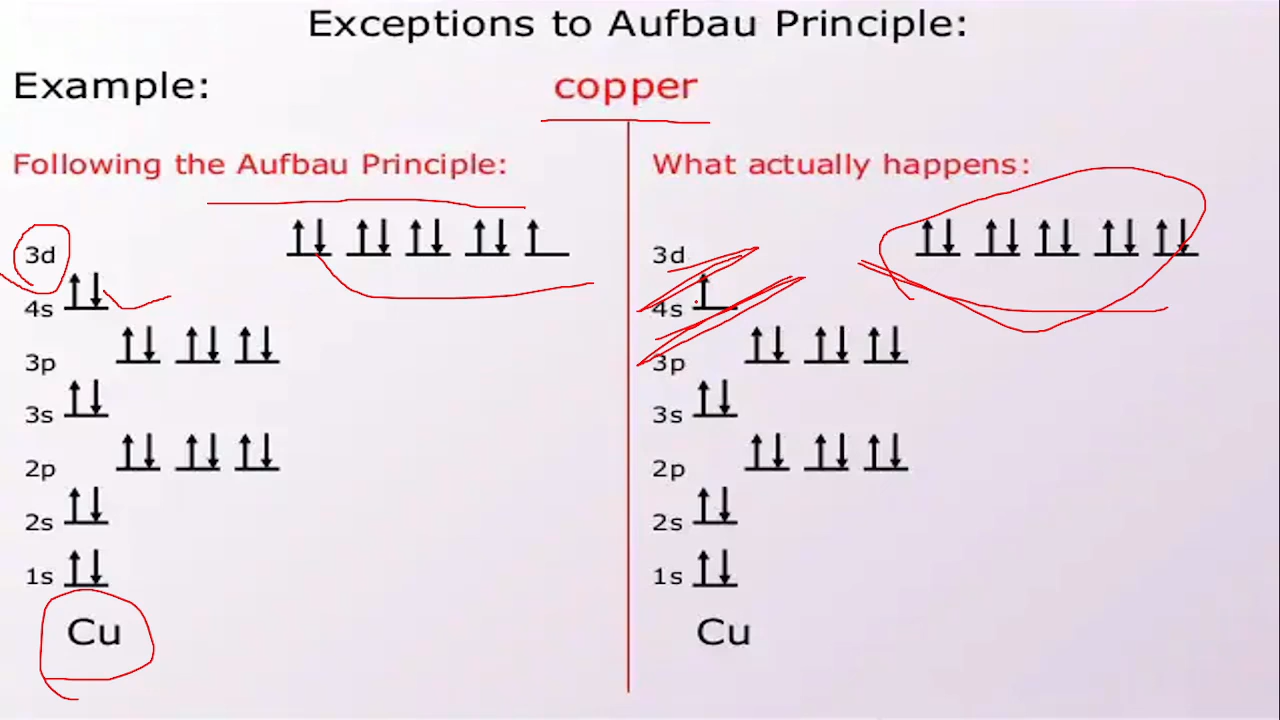 Exceptions to Aufbau Principle:
Example: copper
Following the Aufbau Principle:
3d
4s
3p
3s
2p
2s
1s
Cu
What actually happens:
3d
4s
3p
3s
2p
2s
1s
Cu